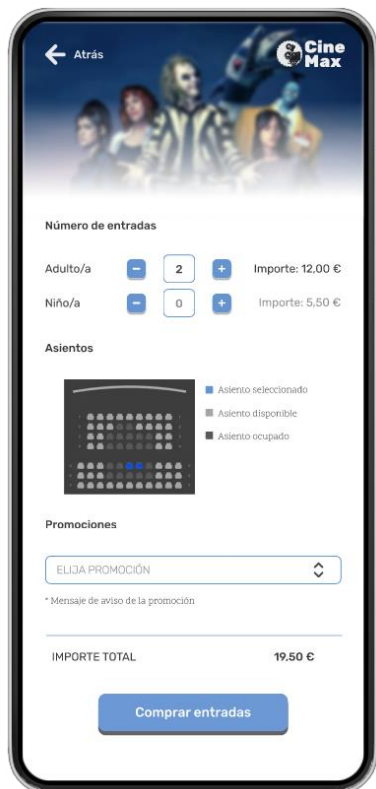 Atrás
Cine
Max
Número de entradas
Adulto/a - 2 + Importe: 12,00 €
Niño/a - 0 + Importe: 5,50 €
Asientos
Asiento seleccionado
Asiento disponible
Asiento ocupado
Promociones
ELIJA PROMOCIÓN
* Mensaje de aviso de la promoción
IMPORTE TOTAL 19,50 €
Comprar entradas